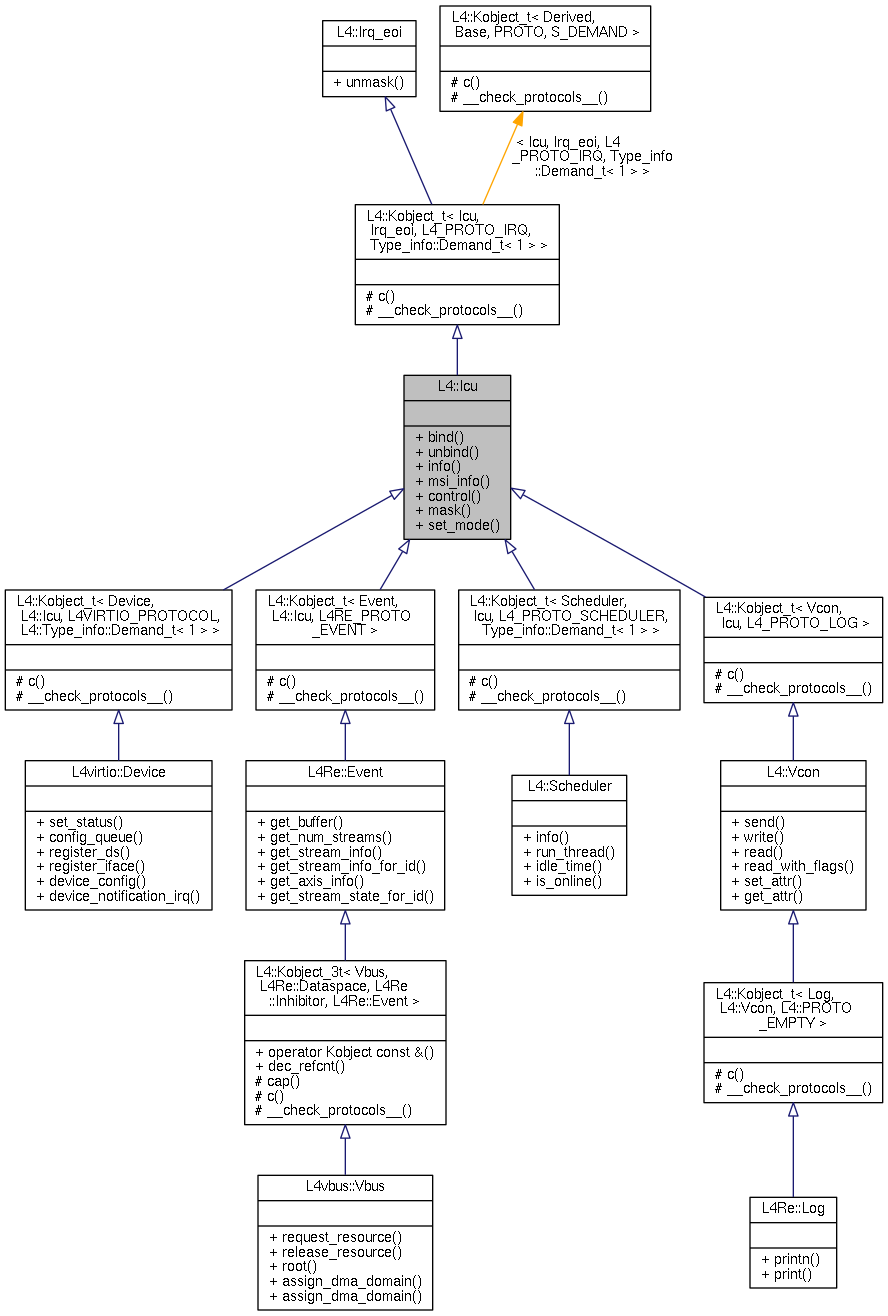 L4::Irq_eoi
+ unmask()
L4::Kobject_t< Derived,
Base, PROTO, S_DEMAND >
# c()
# __check_protocols__()
< Icu, Irq_eoi, L4
_PROTO_IRQ, Type_info
::Demand_t< 1 > >
L4::Kobject_t< Icu,
Irq_eoi, L4_PROTO_IRQ,
Type_info::Demand_t< 1 > >
# c()
# __check_protocols__()
L4::Icu
+ bind()
+ unbind()
+ info()
+ msi_info()
+ control()
+ mask()
+ set_mode()
L4::Kobject_t< Device,
L4::Icu, L4VIRTIO_PROTOCOL,
L4::Type_info::Demand_t< 1 > >
# c()
# __check_protocols__()
L4::Kobject_t< Event,
L4::Icu, L4RE_PROTO
_EVENT >
# c()
# __check_protocols__()
L4::Kobject_t< Scheduler,
Icu, L4_PROTO_SCHEDULER,
Type_info::Demand_t< 1 > >
# c()
# __check_protocols__()
L4::Kobject_t< Vcon,
Icu, L4_PROTO_LOG >
# c()
# __check_protocols__()
L4virtio::Device
+ set_status()
+ config_queue()
+ register_ds()
+ register_iface()
+ device_config()
+ device_notification_irq()
L4Re::Event
+ get_buffer()
+ get_num_streams()
+ get_stream_info()
+ get_stream_info_for_id()
+ get_axis_info()
+ get_stream_state_for_id()
L4::Scheduler
+ info()
+ run_thread()
+ idle_time()
+ is_online()
L4::Vcon
+ send()
+ write()
+ read()
+ read_with_flags()
+ set_attr()
+ get_attr()
L4::Kobject_3t< Vbus,
L4Re::Dataspace, L4Re
::Inhibitor, L4Re::Event >
+ operator Kobject const &()
+ dec_refcnt()
# cap()
# c()
# __check_protocols__()
L4::Kobject_t< Log,
L4::Vcon, L4::PROTO
_EMPTY >
# c()
# __check_protocols__()
L4vbus::Vbus
+ request_resource()
+ release_resource()
+ root()
+ assign_dma_domain()
+ assign_dma_domain()
L4Re::Log
+ printn()
+ print()